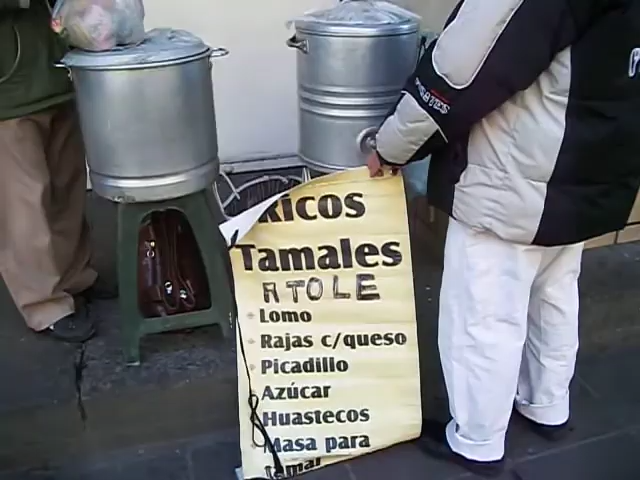 Ricos
Tamales
ATOLE
Lomo
Rajas c/queso
Picadillo
Azúcar
Huastecos
Masa para
Tamal